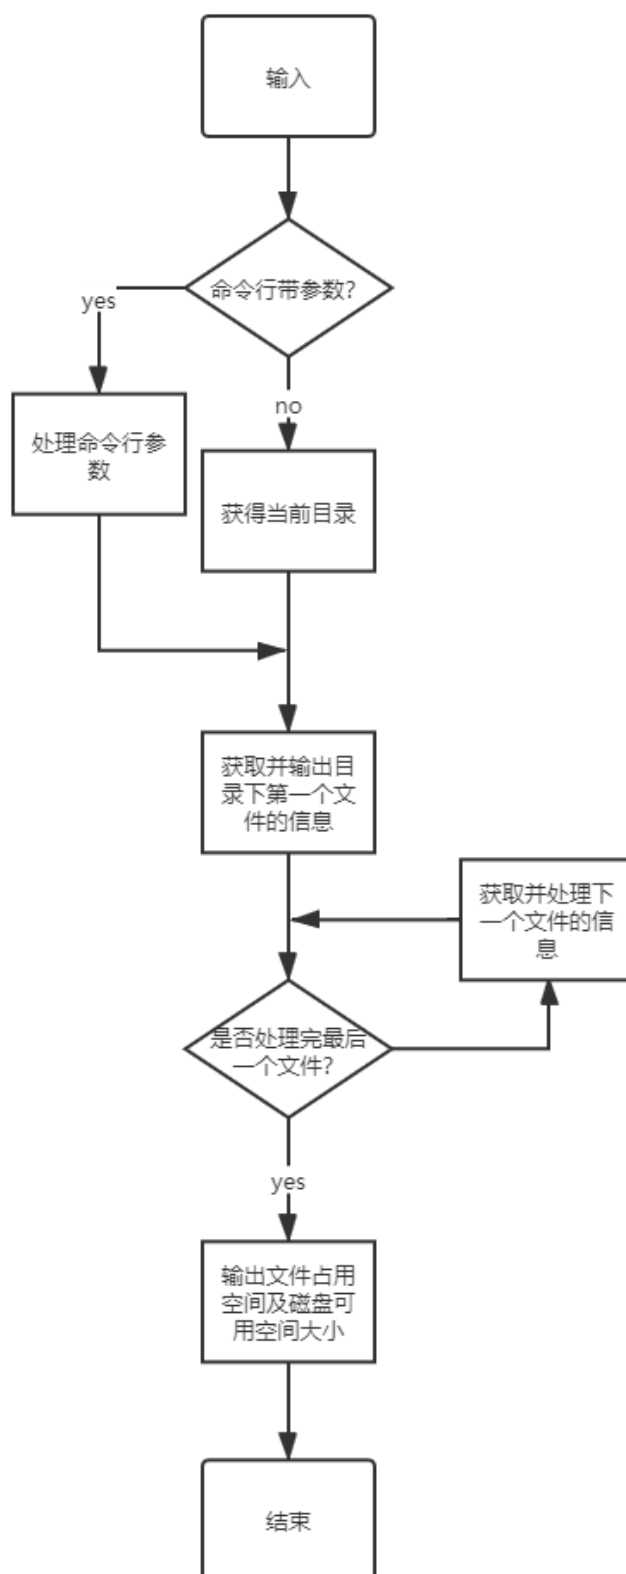 输入
命令行带参数?
yes
no
处理命令行参
数
获得当前目录
获取并输出目
录下第一个文
件的信息
获取并处理下
一个文件的信
息
是否处理完最后
一个文件?
yes
输出文件占用
空间及磁盘可
用空间大小
结束